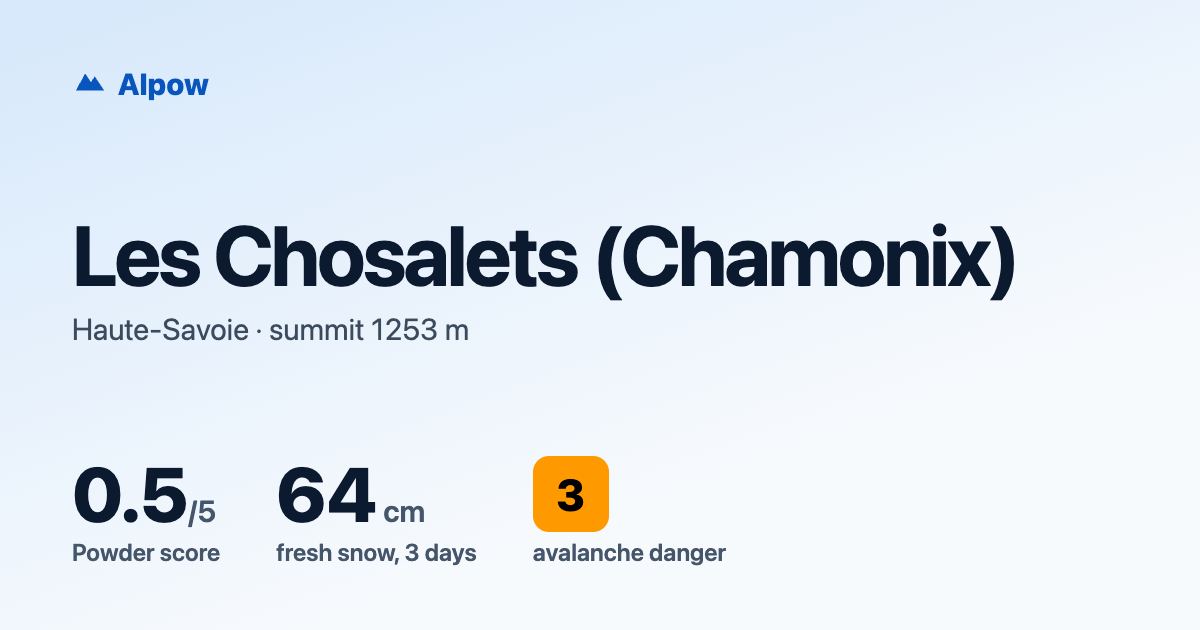 Alpow
Les Chosalets (Chamonix)
Haute-Savoie · summit 1253 m
0.5/5
Powder score
64 cm
fresh snow, 3 days
3
avalanche danger